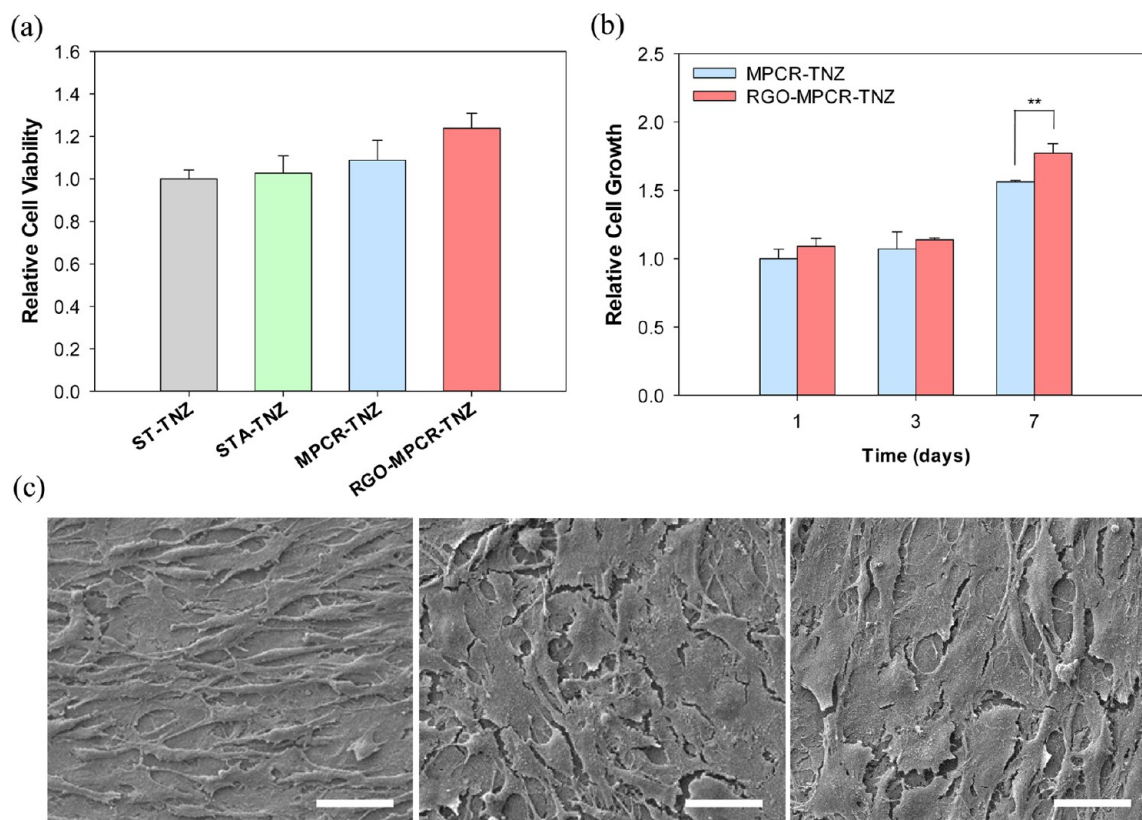 (a)
1.6
1.4
1.2
1.0
0.8
0.6
0.4
0.2
0.0
Relative Cell Viability
ST-TNZ
STA-TNZ
MPCR-TNZ
RGO-MPCR-TNZ
(b)
2.5
2.0
1.5
1.0
0.5
0.0
Relative Cell Growth
MPCR-TNZ
RGO-MPCR-TNZ
**
1 3 7
Time (days)
(c)